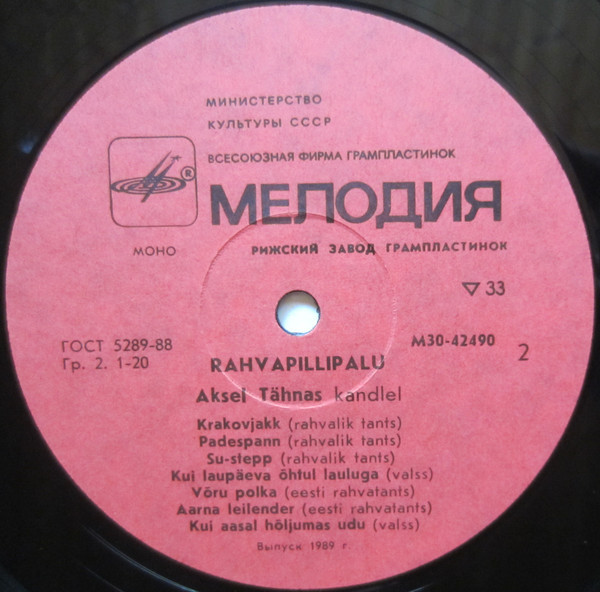 МИНИСТЕРСТВО
КУЛЬТУРЫ СССР
ВСЕСОЮЗНАЯ ФИРМА ГРАМПЛАСТИНОК
®
МЕЛОДИЯ
МОНО
РИЖСКИЙ ЗАВОД ГРАМПЛАСТИНОК
▽ 33
ГОСТ 5289-88
Гр. 2. 1-20
М30-42490
2
RAHVAPILLIPALU
Aksel Tähnas kandlel
Krakovjakk (rahvalik tants)
Padespann (rahvalik tants)
Su-stepp (rahvalik tants)
Kui laupäeva õhtul lauluga (valss)
Võru polka (eesti rahvatants)
Aarna leilender (eesti rahvatants)
Kui aasal hõljumas udu (valss)
Выпуск 1989 г.